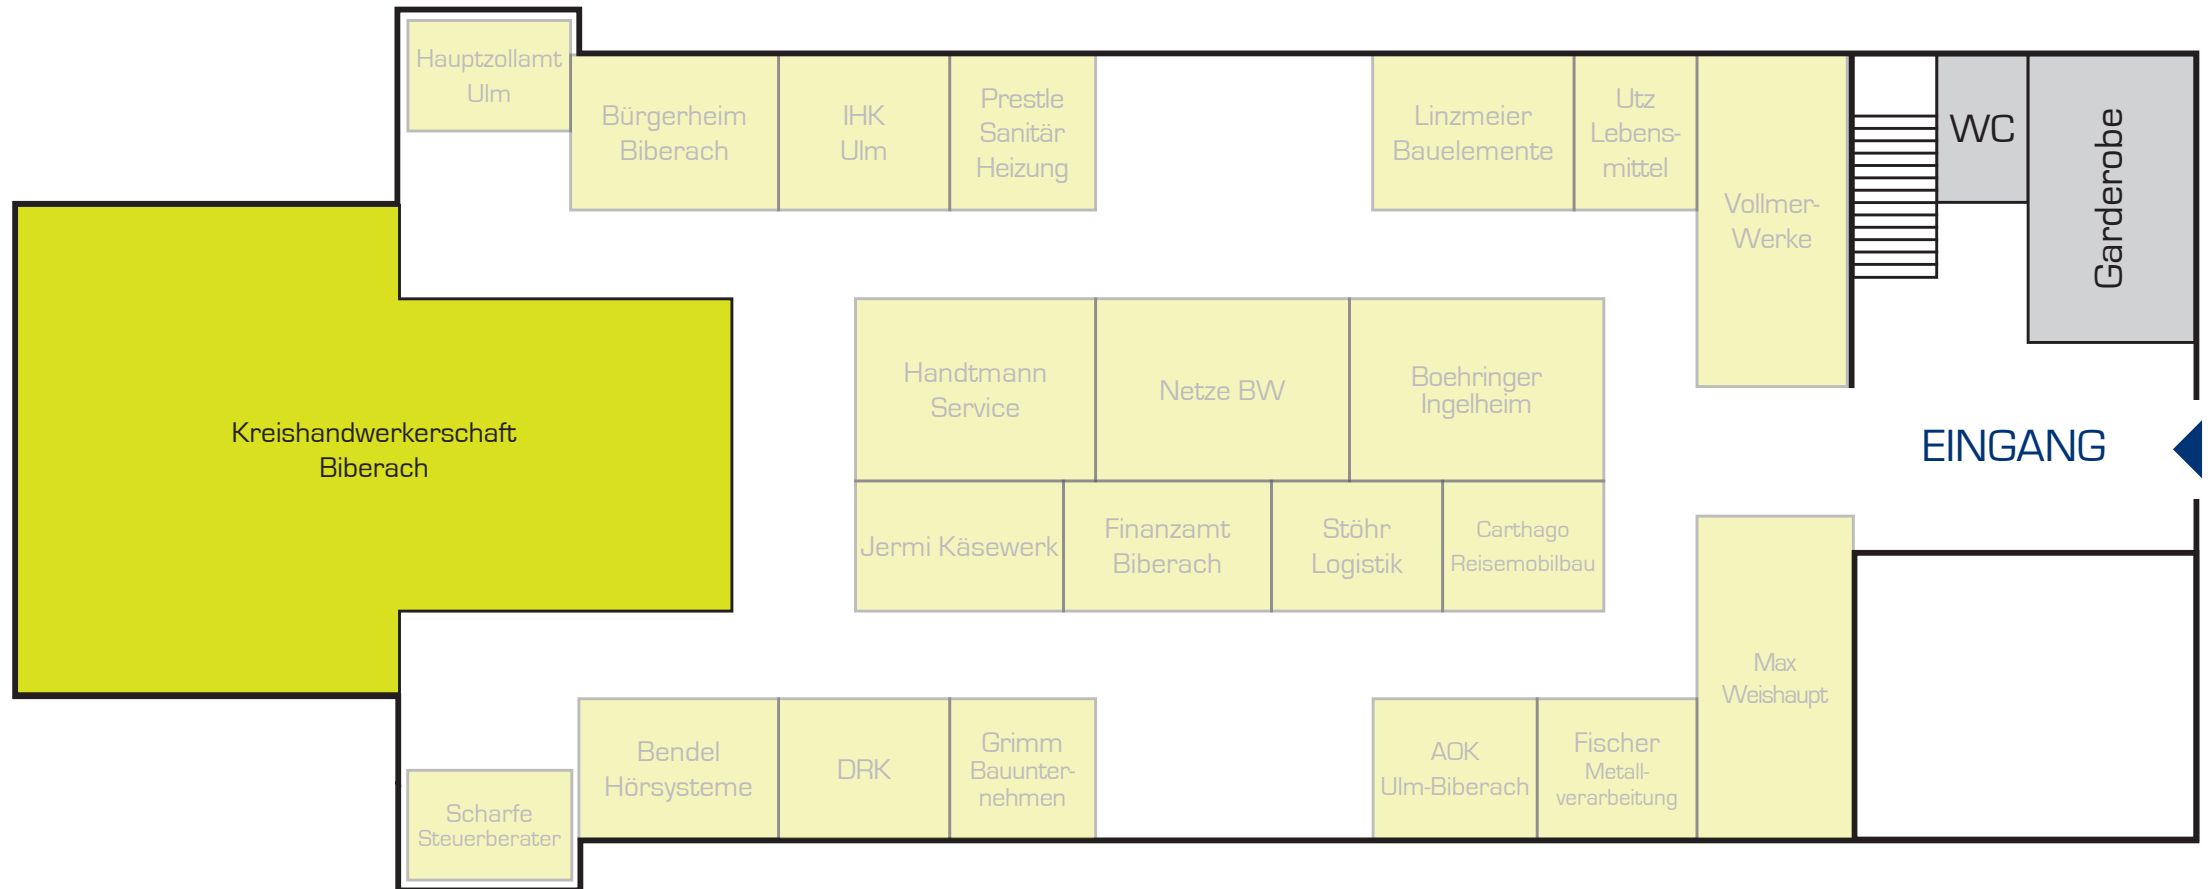 Hauptzollamt
Ulm
Bürgerheim
Biberach
IHK
Ulm
Prestle
Sanitär
Heizung
Linzmeier
Bauelemente
Utz
Lebens-
mittel
Vollmer-
Werke
WC
Garderobe
Kreishandwerkerschaft
Biberach
Handtmann
Service
Netze BW
Boehringer
Ingelheim
EINGANG
Jermi Käsewerk
Finanzamt
Biberach
Stöhr
Logistik
Carthago
Reisemobilbau
Max
Weishaupt
Scharfe
Steuerberater
Bendel
Hörsysteme
DRK
Grimm
Bauunter-
nehmen
AOK
Ulm-Biberach
Fischer
Metall-
verarbeitung